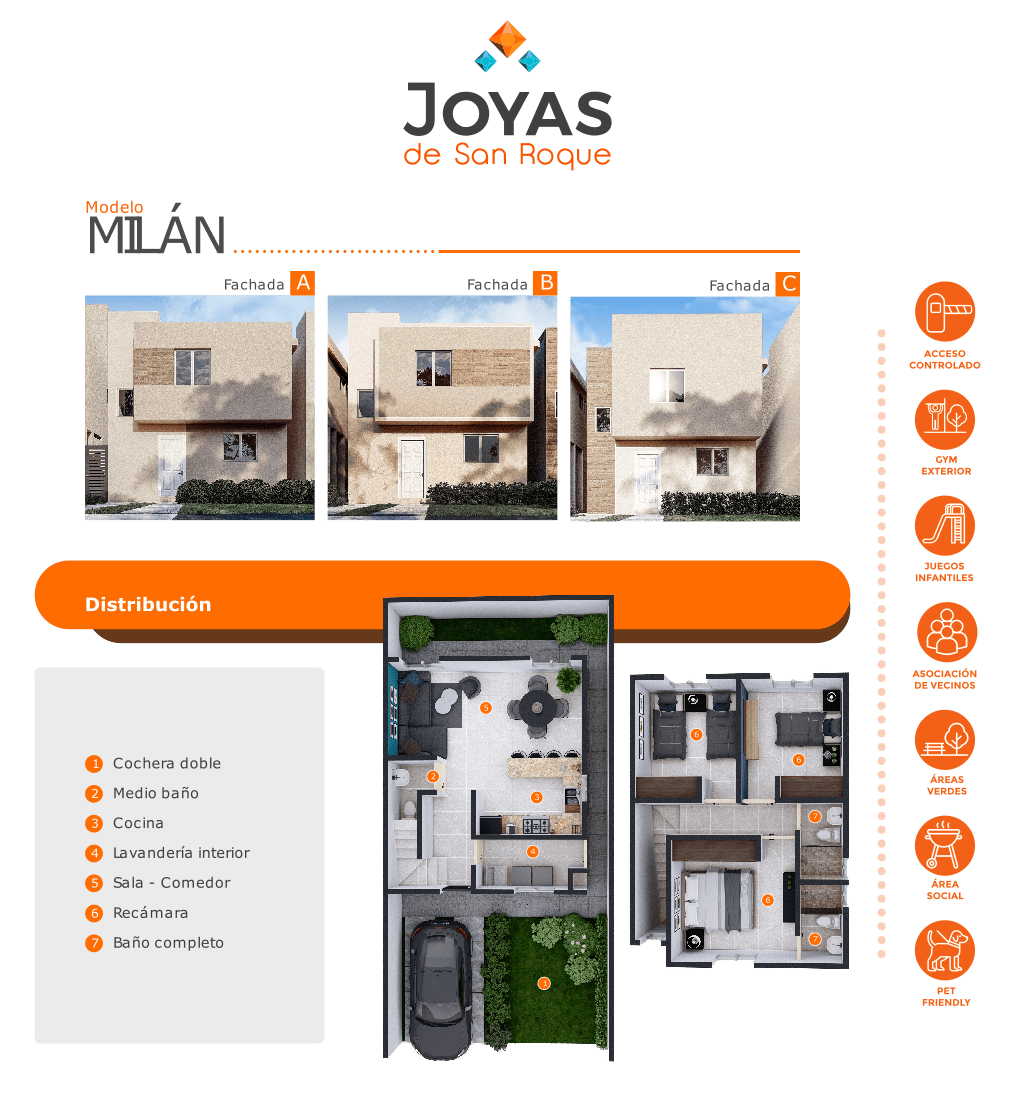 JOYAS
de San Roque
Modelo
MILÁN
Fachada A
Fachada B
Fachada C
ACCESO
CONTROLADO
GYM
EXTERIOR
JUEGOS
INFANTILES
ASOCIACIÓN
DE VECINOS
ÁREAS
VERDES
ÁREA
SOCIAL
PET
FRIENDLY
Distribución
1 Cochera doble
2 Medio baño
3 Cocina
4 Lavandería interior
5 Sala - Comedor
6 Recámara
7 Baño completo
5
2
3
4
1
6
6
7
6
7